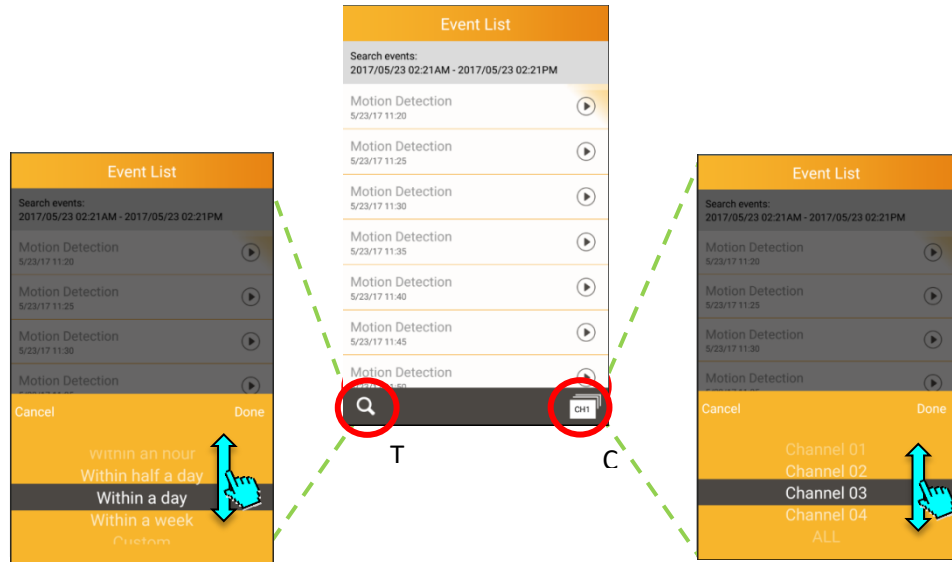 Event List
Search events:
2017/05/23 02:21AM - 2017/05/23 02:21PM
Motion Detection
5/23/17 11:20
Motion Detection
5/23/17 11:25
Motion Detection
5/23/17 11:30
Motion Detection
5/23/17 11:35
Motion Detection
5/23/17 11:40
Motion Detection
5/23/17 11:45
Motion Detection
5/23/17 11:50
CH1
T
C
Event List
Search events:
2017/05/23 02:21AM - 2017/05/23 02:21PM
Motion Detection
5/23/17 11:20
Motion Detection
5/23/17 11:25
Motion Detection
5/23/17 11:30
Motion Detection
Cancel Done
Within an hour
Within half a day
Within a day
Within a week
Custom
Event List
Search events:
2017/05/23 02:21AM - 2017/05/23 02:21PM
Motion Detection
5/23/17 11:20
Motion Detection
5/23/17 11:25
Motion Detection
5/23/17 11:30
Motion Detection
Cancel Done
Channel 01
Channel 02
Channel 03
Channel 04
ALL